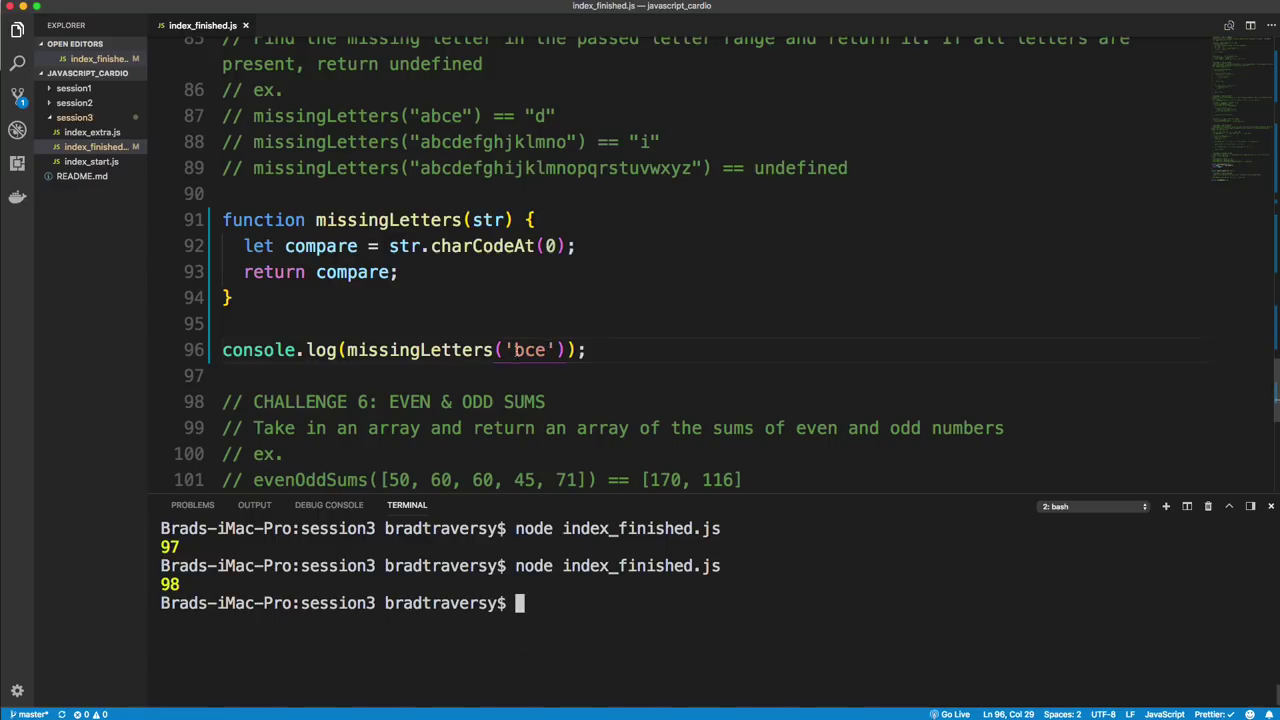 index_finished.js — javascript_cardio
EXPLORER
index_finished.js ×
OPEN EDITORS
index_finishe.. M
JAVASCRIPT_CARDIO
session1
session2
session3
index_extra.js
index_finished... M
index_start.js
README.md
1
85 // Find the missing letter in the passed letter range and return it. If all letters are
present, return undefined
86 // ex.
87 // missingLetters("abce") == "d"
88 // missingLetters("abcdefghjklmno") == "i"
89 // missingLetters("abcdefghijklmnopqrstuvwxyz") == undefined
90
91 function missingLetters(str) {
92 let compare = str.charCodeAt(0);
93 return compare;
94 }
95
96 console.log(missingLetters('bce'));
97
98 // CHALLENGE 6: EVEN & ODD SUMS
99 // Take in an array and return an array of the sums of even and odd numbers
100 // ex.
101 // evenOddSums([50, 60, 60, 45, 71]) == [170, 116]
PROBLEMS OUTPUT DEBUG CONSOLE TERMINAL 2: bash
Brads-iMac-Pro:session3 bradtraversy$ node index_finished.js
97
Brads-iMac-Pro:session3 bradtraversy$ node index_finished.js
98
Brads-iMac-Pro:session3 bradtraversy$
master* 0 0 Go Live Ln 96, Col 29 Spaces: 2 UTF-8 LF JavaScript Prettier: ✓